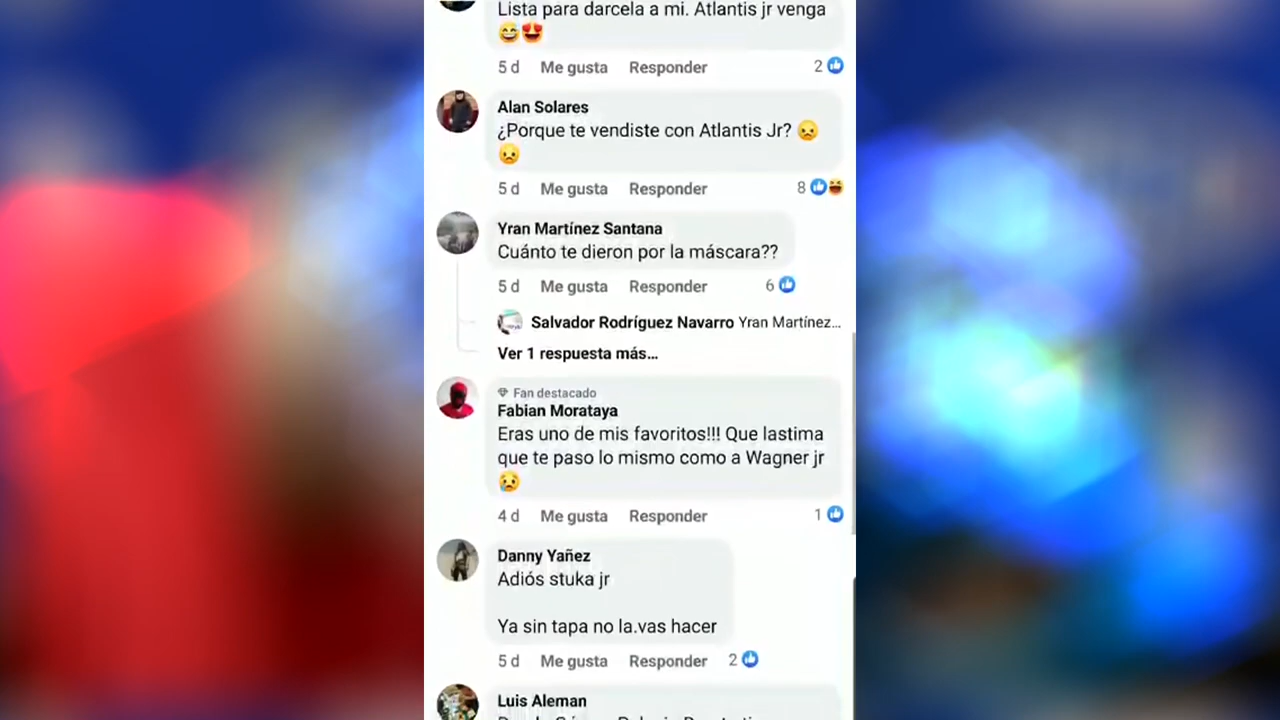 Lista para darcela a mi. Atlantis jr venga
😅😍
5 d Me gusta Responder 2
Alan Solares
¿Porque te vendiste con Atlantis Jr? 😣
😣
5 d Me gusta Responder 8
Yran Martínez Santana
Cuánto te dieron por la máscara??
5 d Me gusta Responder 6
Salvador Rodríguez Navarro Yran Martínez...
Ver 1 respuesta más...
Fan destacado
Fabian Morataya
Eras uno de mis favoritos!!! Que lastima
que te paso lo mismo como a Wagner jr
😢
4 d Me gusta Responder 1
Danny Yañez
Adiós stuka jr
Ya sin tapa no la.vas hacer
5 d Me gusta Responder 2
Luis Aleman